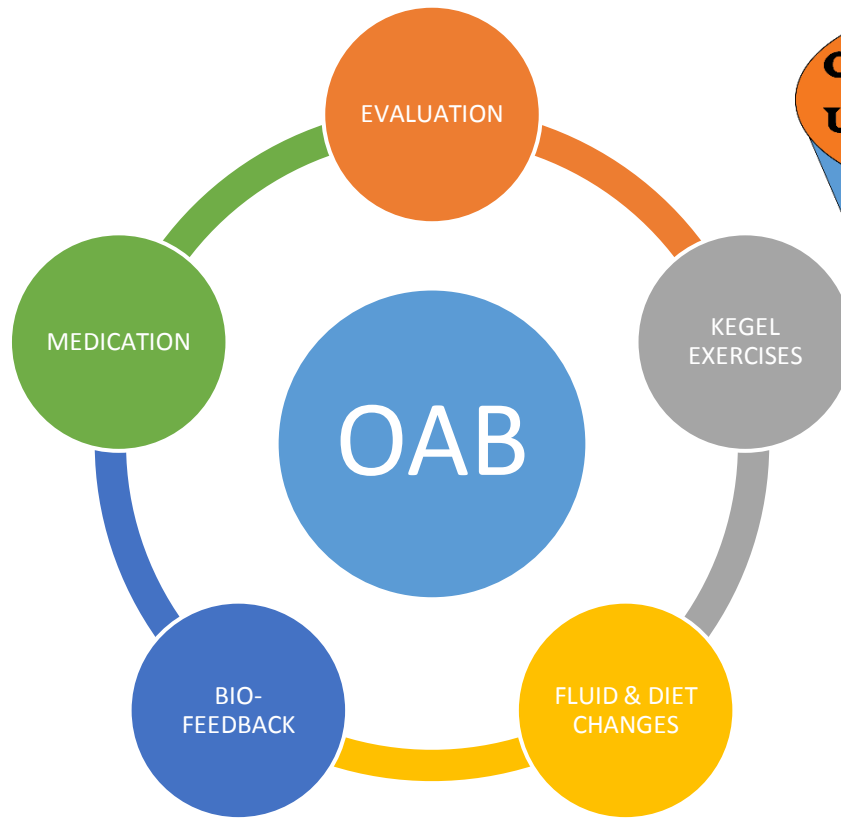 EVALUATION
KEGEL
EXERCISES
FLUID & DIET
CHANGES
BIO-
FEEDBACK
MEDICATION
OAB